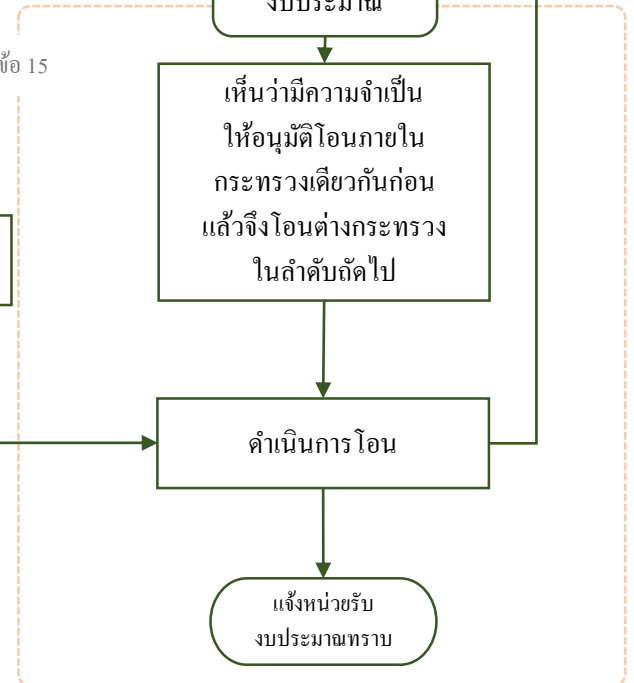 งบประมาณ
ข้อ 15
เห็นว่ามีความจำเป็น
ให้อนุมัติโอนภายใน
กระทรวงเดียวกันก่อน
แล้วจึงโอนต่างกระทรวง
ในลำดับถัดไป
ดำเนินการโอน
แจ้งหน่วยรับ
งบประมาณทราบ